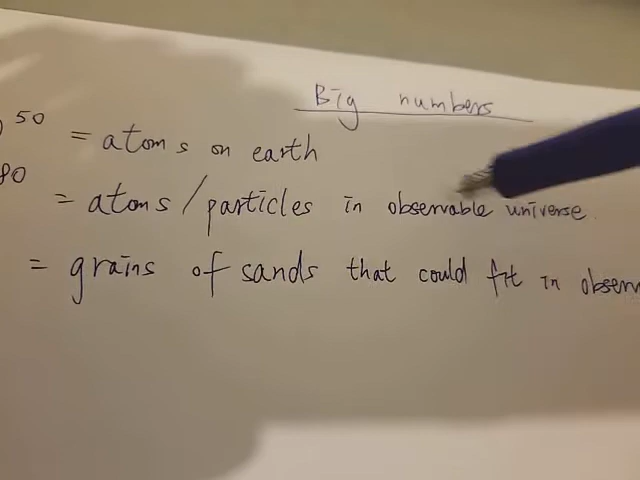 Big numbers
50 = atoms on earth
80 = atoms/particles in observable universe.
= grains of sands that could fit in observ